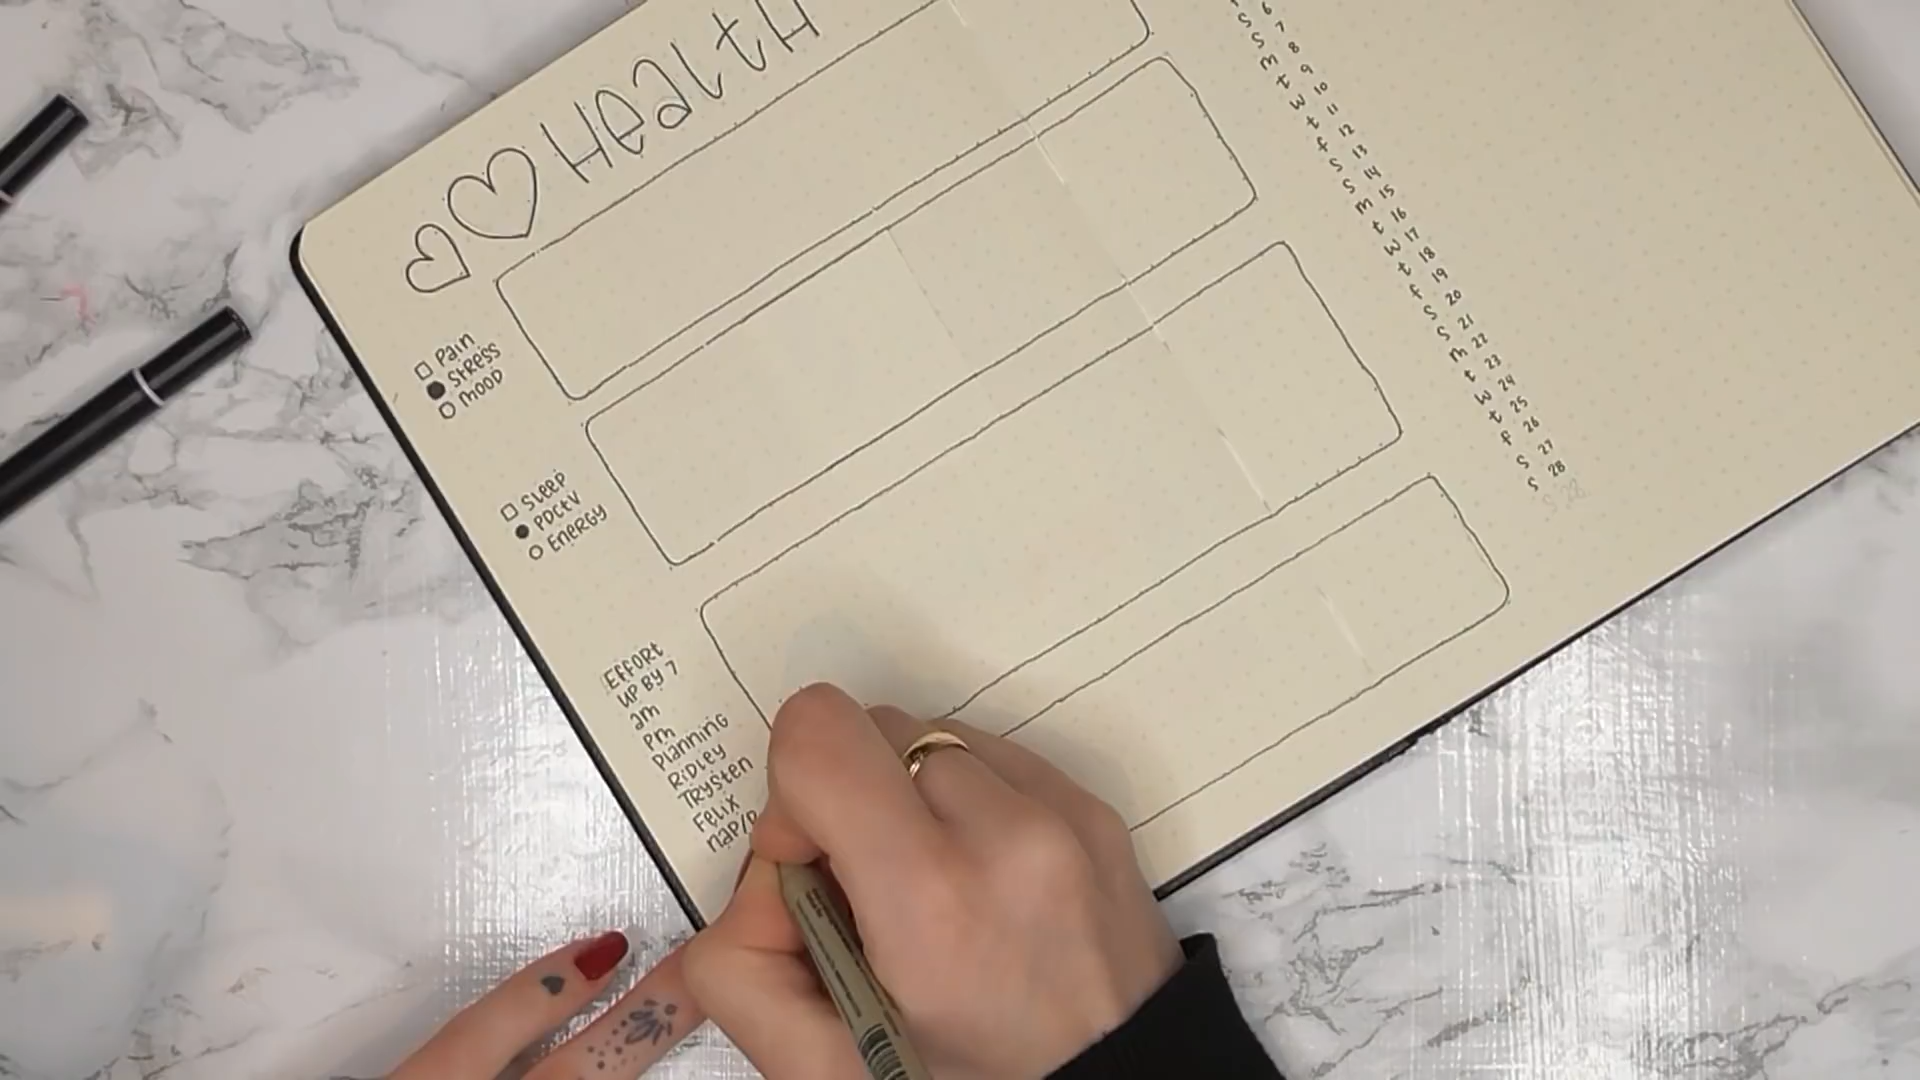 Health
Pain
Stress
Mood
Sleep
PDCTV
Energy
Effort
Up By 7
am
Pm
Planning
Ridley
Trysten
Felix
S 7
S 8
m 9
t 10
w 11
t 12
f 13
S 14
S 15
m 16
t 17
w 18
t 19
f 20
S 21
S 22
m 23
t 24
w 25
t 26
f 27
S 28
S
S 28